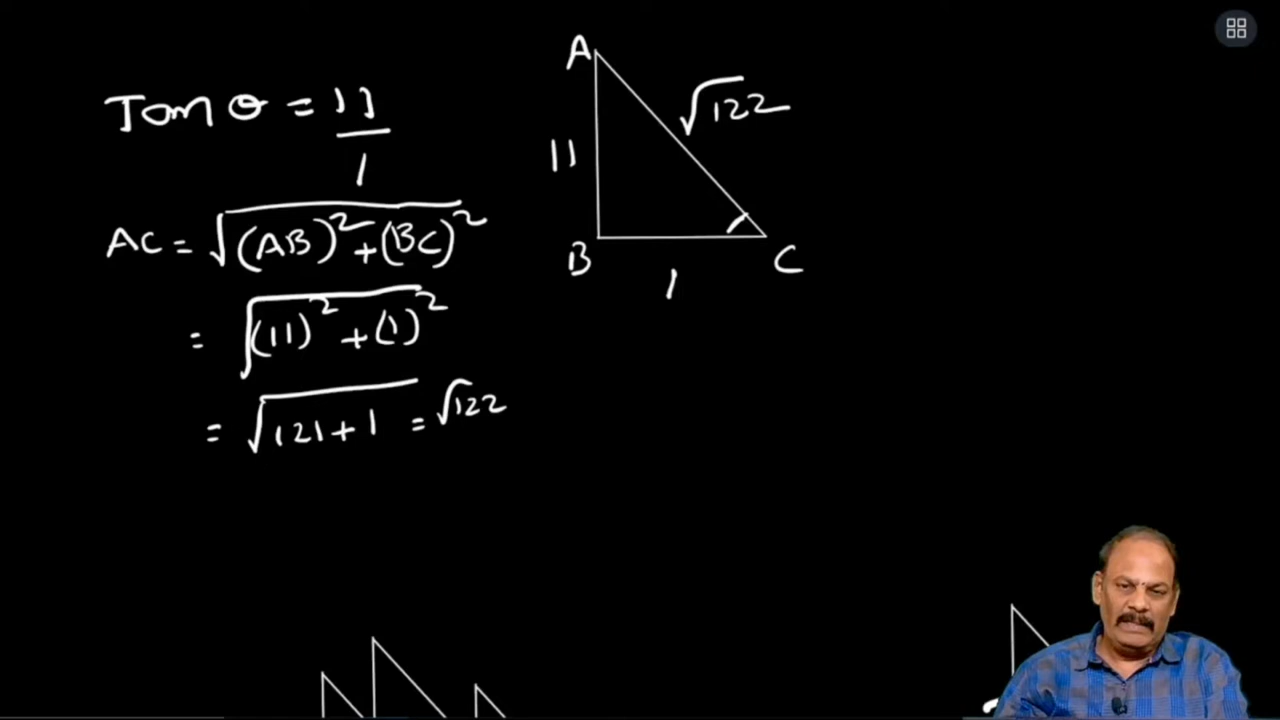 Tan θ = 11/1
AC = √(AB)²+(BC)²
= √(11)²+(1)²
= √121+1 = √122
A
√122
11
B
C
1